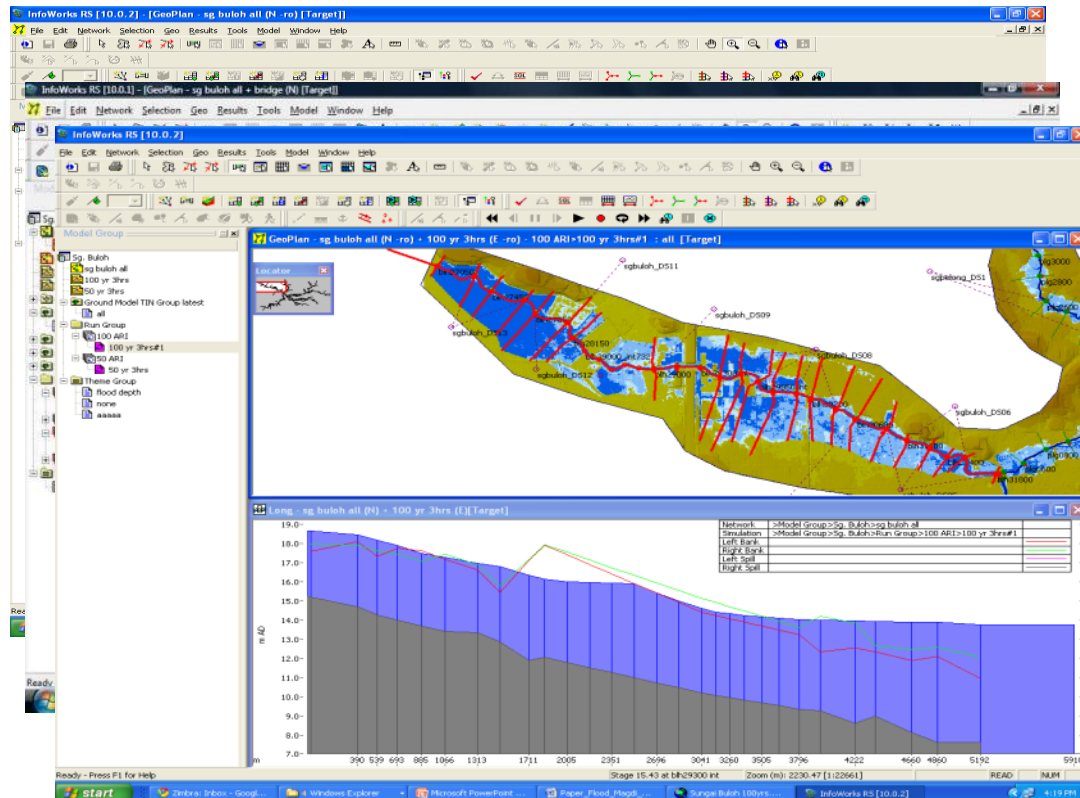 InfoWorks RS [10.0.2] - [GeoPlan - sg buloh all (N -ro) [Target]]
File Edit Network Selection Geo Results Tools Model Window Help
InfoWorks RS [10.0.1] - [GeoPlan - sg buloh all + bridge (N) [Target]]
File Edit Network Selection Geo Results Tools Model Window Help
InfoWorks RS [10.0.2]
File Edit Network Selection Geo Results Tools Model Window Help
Model Group
Sg. Buloh
sg buloh all
100 yr 3hrs
50 yr 3hrs
Ground Model TIN Group latest
all
Run Group
100 ARI
100 yr 3hrs#1
50 ARI
50 yr 3hrs
Theme Group
flood depth
none
aaaaa
GeoPlan - sg buloh all (N -ro) + 100 yr 3hrs (E -ro) - 100 ARI>100 yr 3hrs#1 : all [Target]
Locator
sgbuloh_DS11
sgbuloh_DS09
sgbuloh_DS08
sgbuloh_DS12
sgbuloh_DS06
plg3000
plg2800
blh29000
blh31800
Long - sg buloh all (N) + 100 yr 3hrs (E)[Target]
Network >Model Group>Sg. Buloh>sg buloh all
Simulation >Model Group>Sg. Buloh>Run Group>100 ARI>100 yr 3hrs#1
Left Bank
Right Bank
Left Spill
Right Spill
19.0
18.0
17.0
16.0
15.0
14.0
13.0
12.0
11.0
10.0
9.0
8.0
7.0
m AD
m 390 539 693 885 1066 1313 1711 2005 2351 2696 3041 3260 3505 3796 4222 4660 4860 5192 5910
Ready - Press F1 for Help
Stage 15.43 at blh29300 int Zoom (m): 2230.47 [1:22661] READ NUM
Ready
start Zimbra: Inbox - Googl... 4 Windows Explorer Microsoft PowerPoint ... Paper_Flood_Magdi_... Sungai Buloh 100yrs.... InfoWorks RS [10.0.2] 4:19 PM